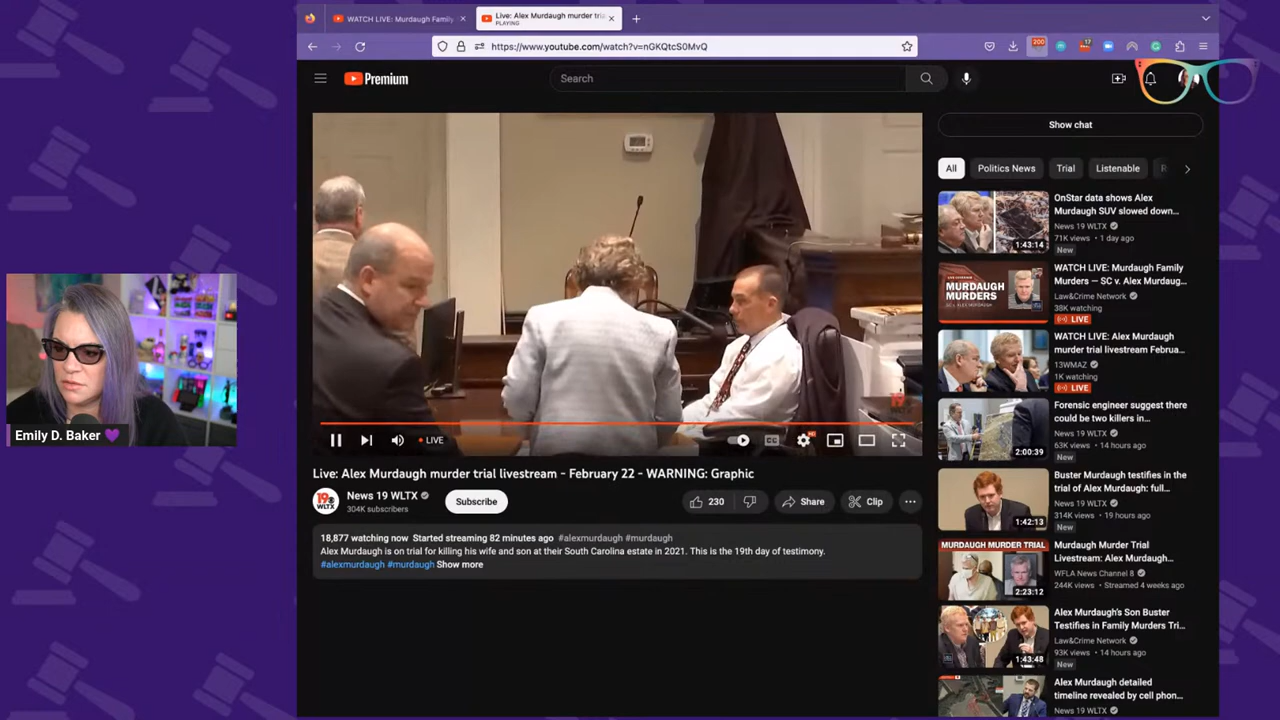 WATCH LIVE: Murdaugh Family
Live: Alex Murdaugh murder tria
PLAYING
https://www.youtube.com/watch?v=nGKQtcS0MvQ
200
17
Premium
Search
Show chat
All
Politics News
Trial
Listenable
LIVE
Live: Alex Murdaugh murder trial livestream - February 22 - WARNING: Graphic
19
WLTX
News 19 WLTX
304K subscribers
Subscribe
230
Share
Clip
18,877 watching now Started streaming 82 minutes ago #alexmurdaugh #murdaugh
Alex Murdaugh is on trial for killing his wife and son at their South Carolina estate in 2021. This is the 19th day of testimony.
#alexmurdaugh #murdaugh Show more
1:43:14
OnStar data shows Alex
Murdaugh SUV slowed down...
News 19 WLTX
71K views • 1 day ago
New
MURDAUGH
MURDERS
WATCH LIVE: Murdaugh Family
Murders — SC v. Alex Murdaug...
Law&Crime Network
38K watching
LIVE
WATCH LIVE: Alex Murdaugh
murder trial livestream Februa...
13WMAZ
1K watching
LIVE
2:00:39
Forensic engineer suggest there
could be two killers in...
News 19 WLTX
63K views • 14 hours ago
New
1:42:13
Buster Murdaugh testifies in the
trial of Alex Murdaugh: full...
News 19 WLTX
314K views • 19 hours ago
New
MURDAUGH MURDER TRIAL
2:23:12
Murdaugh Murder Trial
Livestream: Alex Murdaugh...
WFLA News Channel 8
244K views • Streamed 4 weeks ago
1:43:48
Alex Murdaugh's Son Buster
Testifies in Family Murders Tri...
Law&Crime Network
93K views • 15 hours ago
New
Alex Murdaugh detailed
timeline revealed by cell phon...
News 19 WLTX
Emily D. Baker 💜